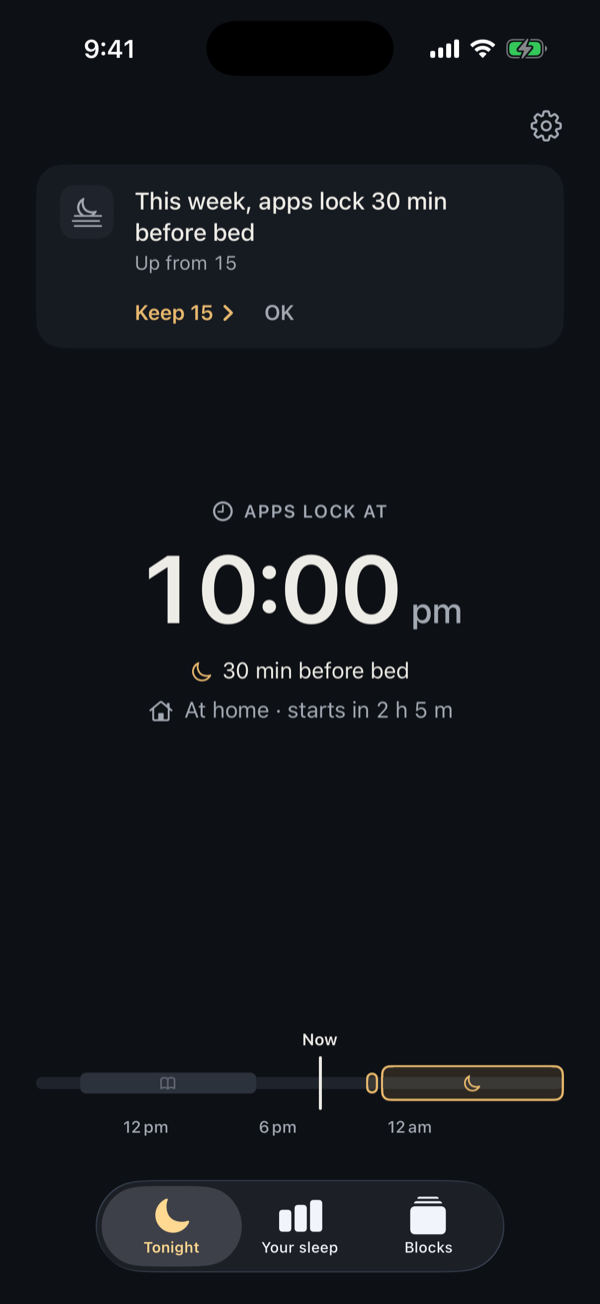 9:41
This week, apps lock 30 min
before bed
Up from 15
Keep 15 OK
APPS LOCK AT
10:00 pm
30 min before bed
At home · starts in 2 h 5 m
Now
12 pm 6 pm 12 am
Tonight Your sleep Blocks